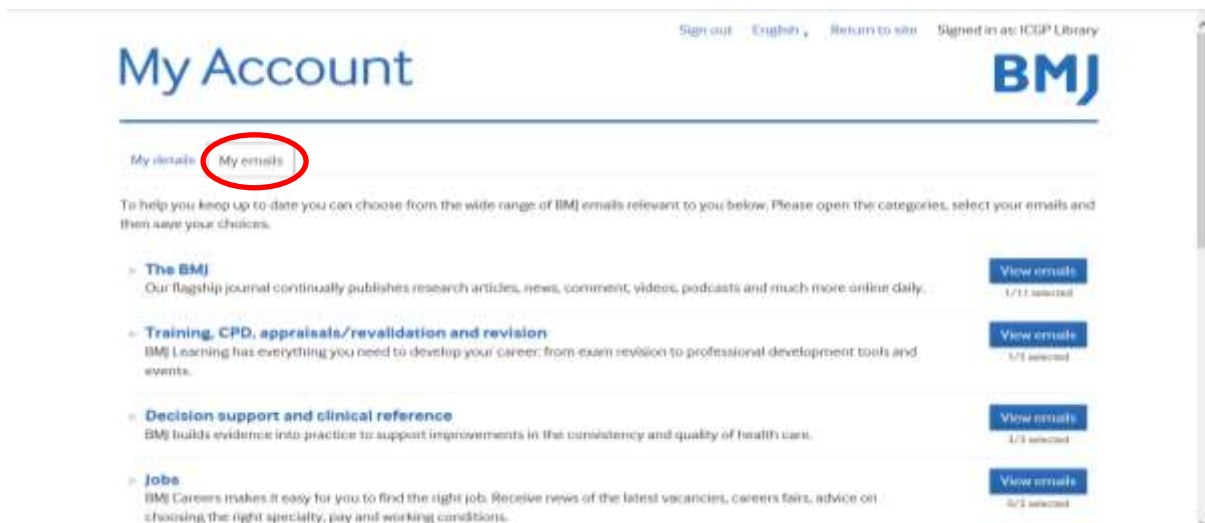 Sign out English Return to site Signed in as: ICGP Library
My Account
BMJ
My details My emails
To help you keep up to date you can choose from the wide range of BMJ emails relevant to you below. Please open the categories, select your emails and
then save your choices.
The BMJ
Our flagship journal continually publishes research articles, news, comment, videos, podcasts and much more online daily.
View emails
1/11 selected
Training, CPD, appraisals/revalidation and revision
BMJ Learning has everything you need to develop your career: from exam revision to professional development tools and
events.
View emails
selected
Decision support and clinical reference
BMJ builds evidence into practice to support improvements in the consistency and quality of health care.
View emails
selected
Jobs
BMJ Careers makes it easy for you to find the right job. Receive news of the latest vacancies, careers fairs, advice on
choosing the right specialty, pay and working conditions.
View emails
selected